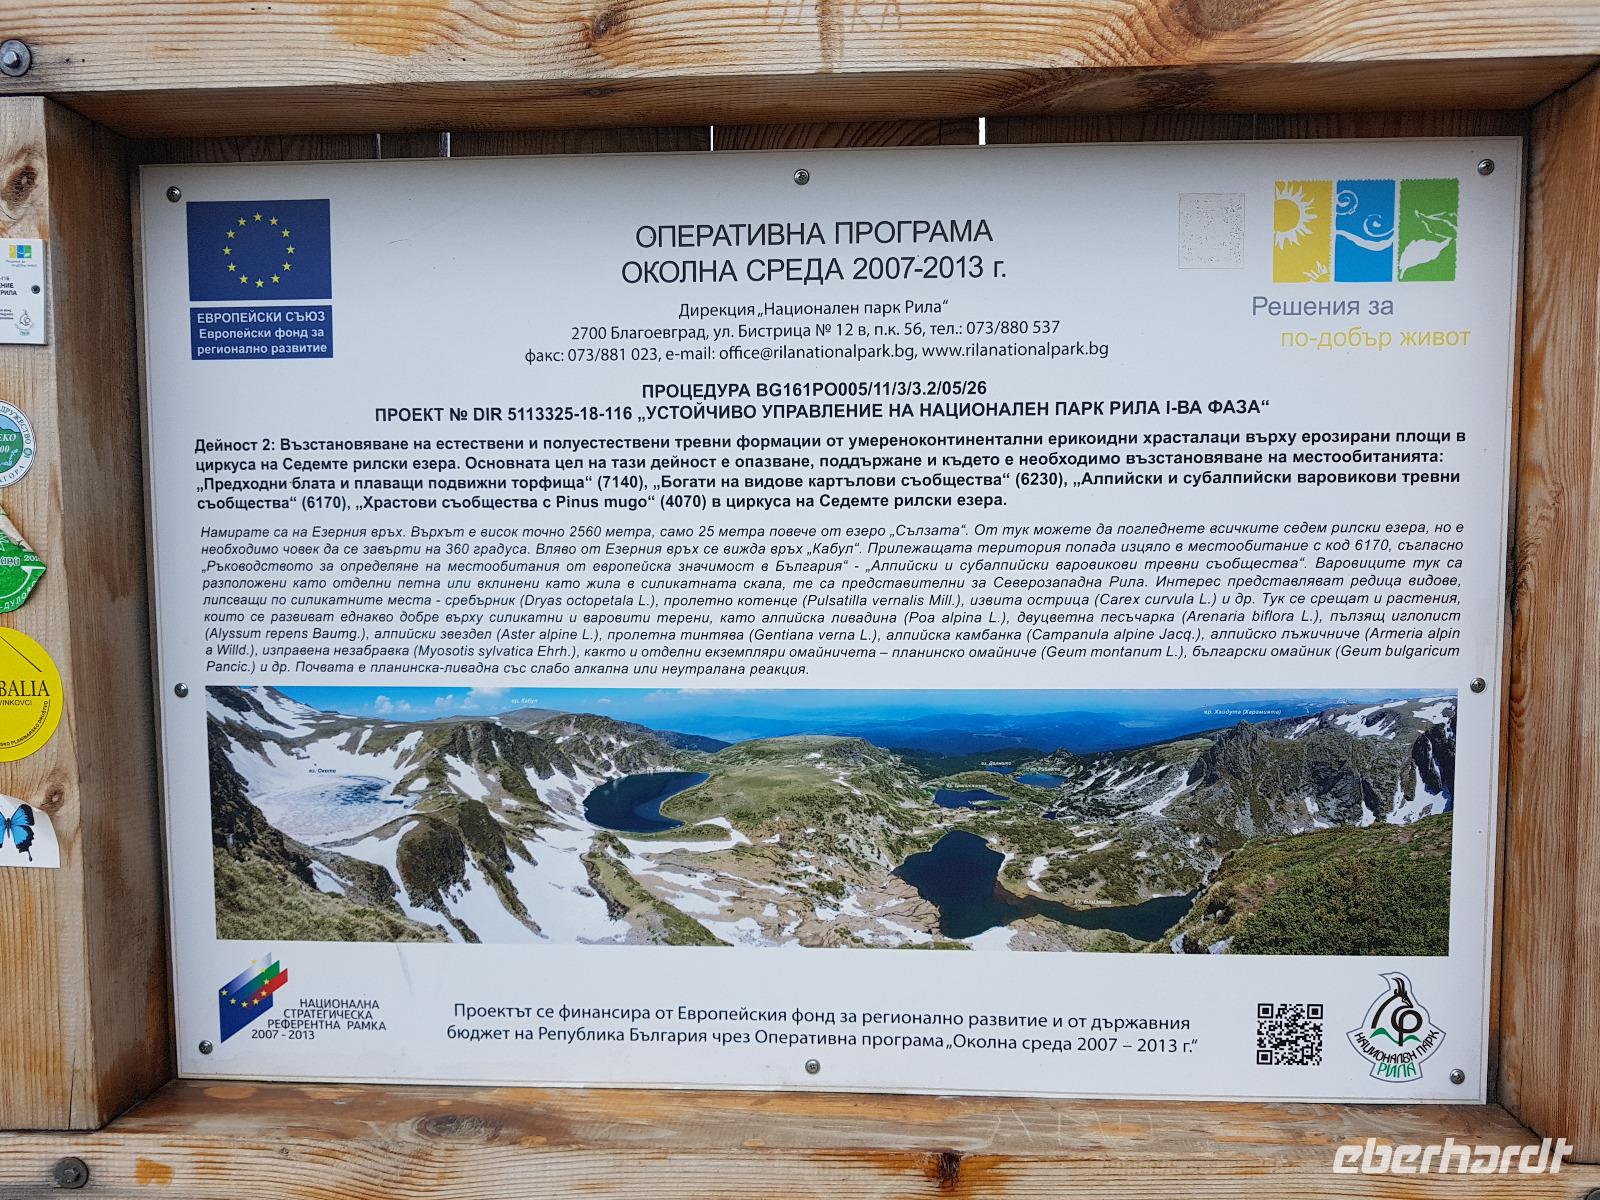 ЕВРОПЕЙСКИ СЪЮЗ
Европейски фонд за
регионално развитие
ОПЕРАТИВНА ПРОГРАМА
ОКОЛНА СРЕДА 2007-2013 г.
Решения за
по-добър живот
Дирекция „Национален парк Рила“
2700 Благоевград, ул. Бистрица № 12 в, п.к. 56, тел.: 073/880 537
факс: 073/881 023, e-mail: office@rilanationalpark.bg, www.rilanationalpark.bg
ПРОЦЕДУРА BG161PO005/11/3/3.2/05/26
ПРОЕКТ № DIR 5113325-18-116 „УСТОЙЧИВО УПРАВЛЕНИЕ НА НАЦИОНАЛЕН ПАРК РИЛА I-ВА ФАЗА“
Дейност 2: Възстановяване на естествени и полуестествени тревни формации от умереноконтинентални ерикоидни храсталаци върху ерозирани площи в
циркуса на Седемте рилски езера. Основната цел на тази дейност е опазване, поддържане и където е необходимо възстановяване на местообитанията:
„Предходни блата и плаващи подвижни торфища“ (7140), „Богати на видове картълови съобщества“ (6230), „Алпийски и субалпийски варовикови тревни
съобщества“ (6170), „Храстови съобщества с Pinus mugo“ (4070) в циркуса на Седемте рилски езера.
Намирате са на Езерния връх. Върхът е висок точно 2560 метра, само 25 метра повече от езеро „Сълзата“. От тук можете да погледнете всичките седем рилски езера, но е
необходимо човек да се завърти на 360 градуса. Вляво от Езерния връх се вижда връх „Кабул“. Прилежащата територия попада изцяло в местообитание с код 6170, съгласно
„Ръководството за определяне на местообитания от европейска значимост в България“ - „Алпийски и субалпийски варовикови тревни съобщества“. Варовиците тук са
разположени като отделни петна или вклинени като жила в силикатната скала, те са представителни за Северозападна Рила. Интерес представляват редица видове,
липсващи по силикатните места - сребърник (Dryas octopetala L.), пролетно котенце (Pulsatilla vernalis Mill.), извита острица (Carex curvula L.) и др. Тук се срещат и растения,
които се развиват еднакво добре върху силикатни и варовити терени, като алпийска ливадина (Poa alpina L.), двуцветна песъчарка (Arenaria biflora L.), пълзящ иглолист
(Alyssum repens Baumg.), алпийски звездел (Aster alpine L.), пролетна тинтява (Gentiana verna L.), алпийска камбанка (Campanula alpine Jacq.), алпийско лъжичниче (Armeria alpin
a Willd.), изправена незабравка (Myosotis sylvatica Ehrh.), както и отделни екземпляри омайничета – планинско омайниче (Geum montanum L.), български омайник (Geum bulgaricum
Pancic.) и др. Почвата е планинска-ливадна със слабо алкална или неутрална реакция.
вр. Кабул
вр. Хайдута (Харамията)
ез. Окото
ез. Долното
ез. Близнака
НАЦИОНАЛНА
СТРАТЕГИЧЕСКА
РЕФЕРЕНТНА РАМКА
2007 - 2013
Проектът се финансира от Европейския фонд за регионално развитие и от държавния
бюджет на Република България чрез Оперативна програма „Околна среда 2007 – 2013 г.“
НАЦИОНАЛЕН ПАРК
РИЛА
BALIA
VINKOVCI
eberhardt